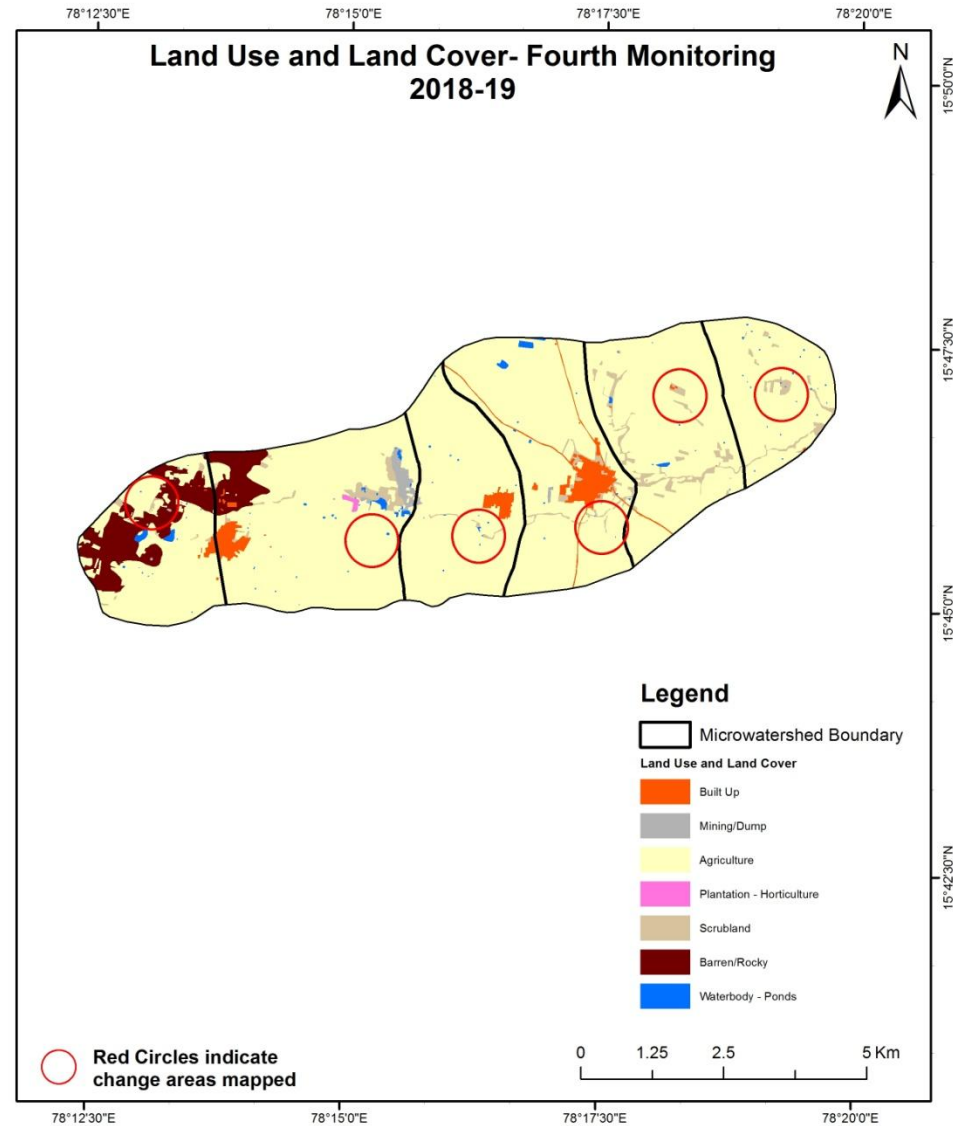 78°12'30"E 78°15'0"E 78°17'30"E 78°20'0"E
Land Use and Land Cover- Fourth Monitoring
2018-19
N
15°50'0"N
15°47'30"N
15°45'0"N
15°42'30"N
Legend
Microwatershed Boundary
Land Use and Land Cover
Built Up
Mining/Dump
Agriculture
Plantation - Horticulture
Scrubland
Barren/Rocky
Waterbody - Ponds
Red Circles indicate
change areas mapped
0 1.25 2.5 5 Km
78°12'30"E 78°15'0"E 78°17'30"E 78°20'0"E